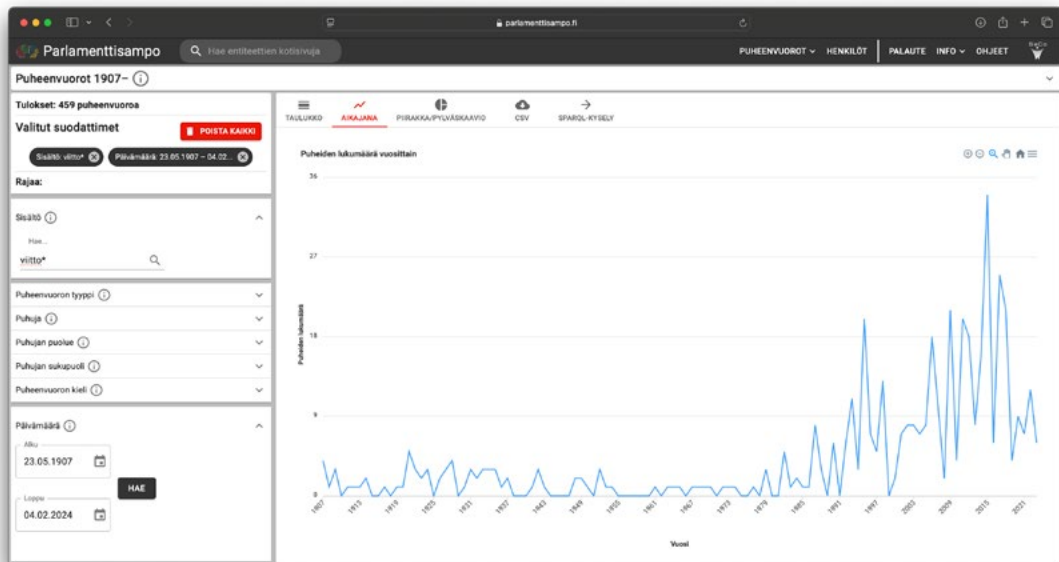 parlamenttisampo.fi
Parlamenttisampo
Hae entiteettien kotisivuja
PUHEENVUOROT
HENKILÖT
PALAUTE
INFO
OHJEET
Puheenvuorot 1907–
Tulokset: 459 puheenvuoroa
Valitut suodattimet
POISTA KAIKKI
Sisältö: viitto*
Päivämäärä: 23.05.1907 – 04.02...
Rajaa:
Sisältö
Hae...
viitto*
Puheenvuoron tyyppi
Puhuja
Puhujan puolue
Puhujan sukupuoli
Puheenvuoron kieli
Päivämäärä
Alku
23.05.1907
HAE
Loppu
04.02.2024
TAULUKKO
AIKAJANA
PIIRAKKA/PYLVÄSKAAVIO
CSV
SPARQL-KYSELY
Puheiden lukumäärä vuosittain
Puheiden lukumäärä
36
27
18
9
0
1907
1913
1919
1925
1931
1937
1943
1949
1955
1961
1967
1973
1979
1985
1991
1997
2003
2009
2015
2021
Vuosi